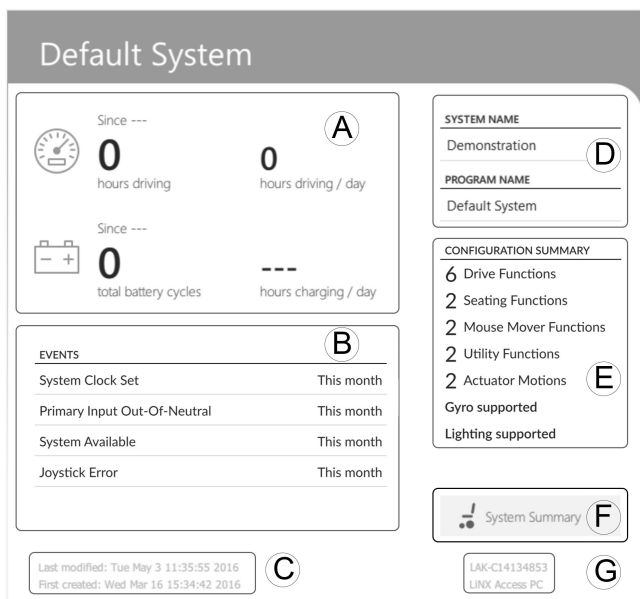 Default System
A
Since ---
0
hours driving
0
hours driving / day
Since ---
- +
0
total battery cycles
---
hours charging / day
B
EVENTS
System Clock Set This month
Primary Input Out-Of-Neutral This month
System Available This month
Joystick Error This month
Last modified: Tue May 3 11:35:55 2016
First created: Wed Mar 16 15:34:42 2016
C
SYSTEM NAME
Demonstration
D
PROGRAM NAME
Default System
CONFIGURATION SUMMARY
6 Drive Functions
2 Seating Functions
2 Mouse Mover Functions
2 Utility Functions
2 Actuator Motions
E
Gyro supported
Lighting supported
System Summary
F
LAK-C14134853
LiNX Access PC
G